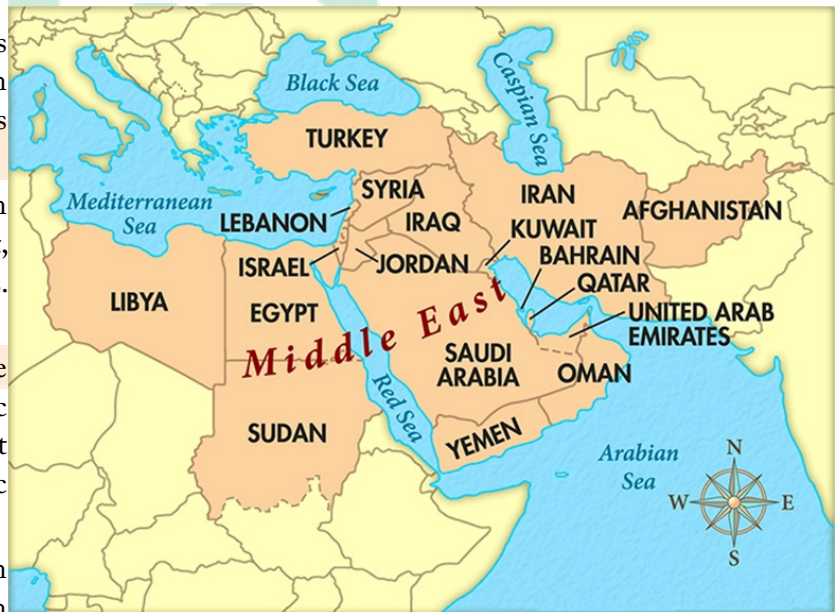 Black Sea
Caspian Sea
TURKEY
Mediterranean
Sea
SYRIA
LEBANON
IRAQ
IRAN
AFGHANISTAN
KUWAIT
BAHRAIN
QATAR
ISRAEL
JORDAN
LIBYA
EGYPT
UNITED ARAB
EMIRATES
Middle East
SAUDI
ARABIA
OMAN
Red Sea
SUDAN
YEMEN
Arabian
Sea
N
W
E
S